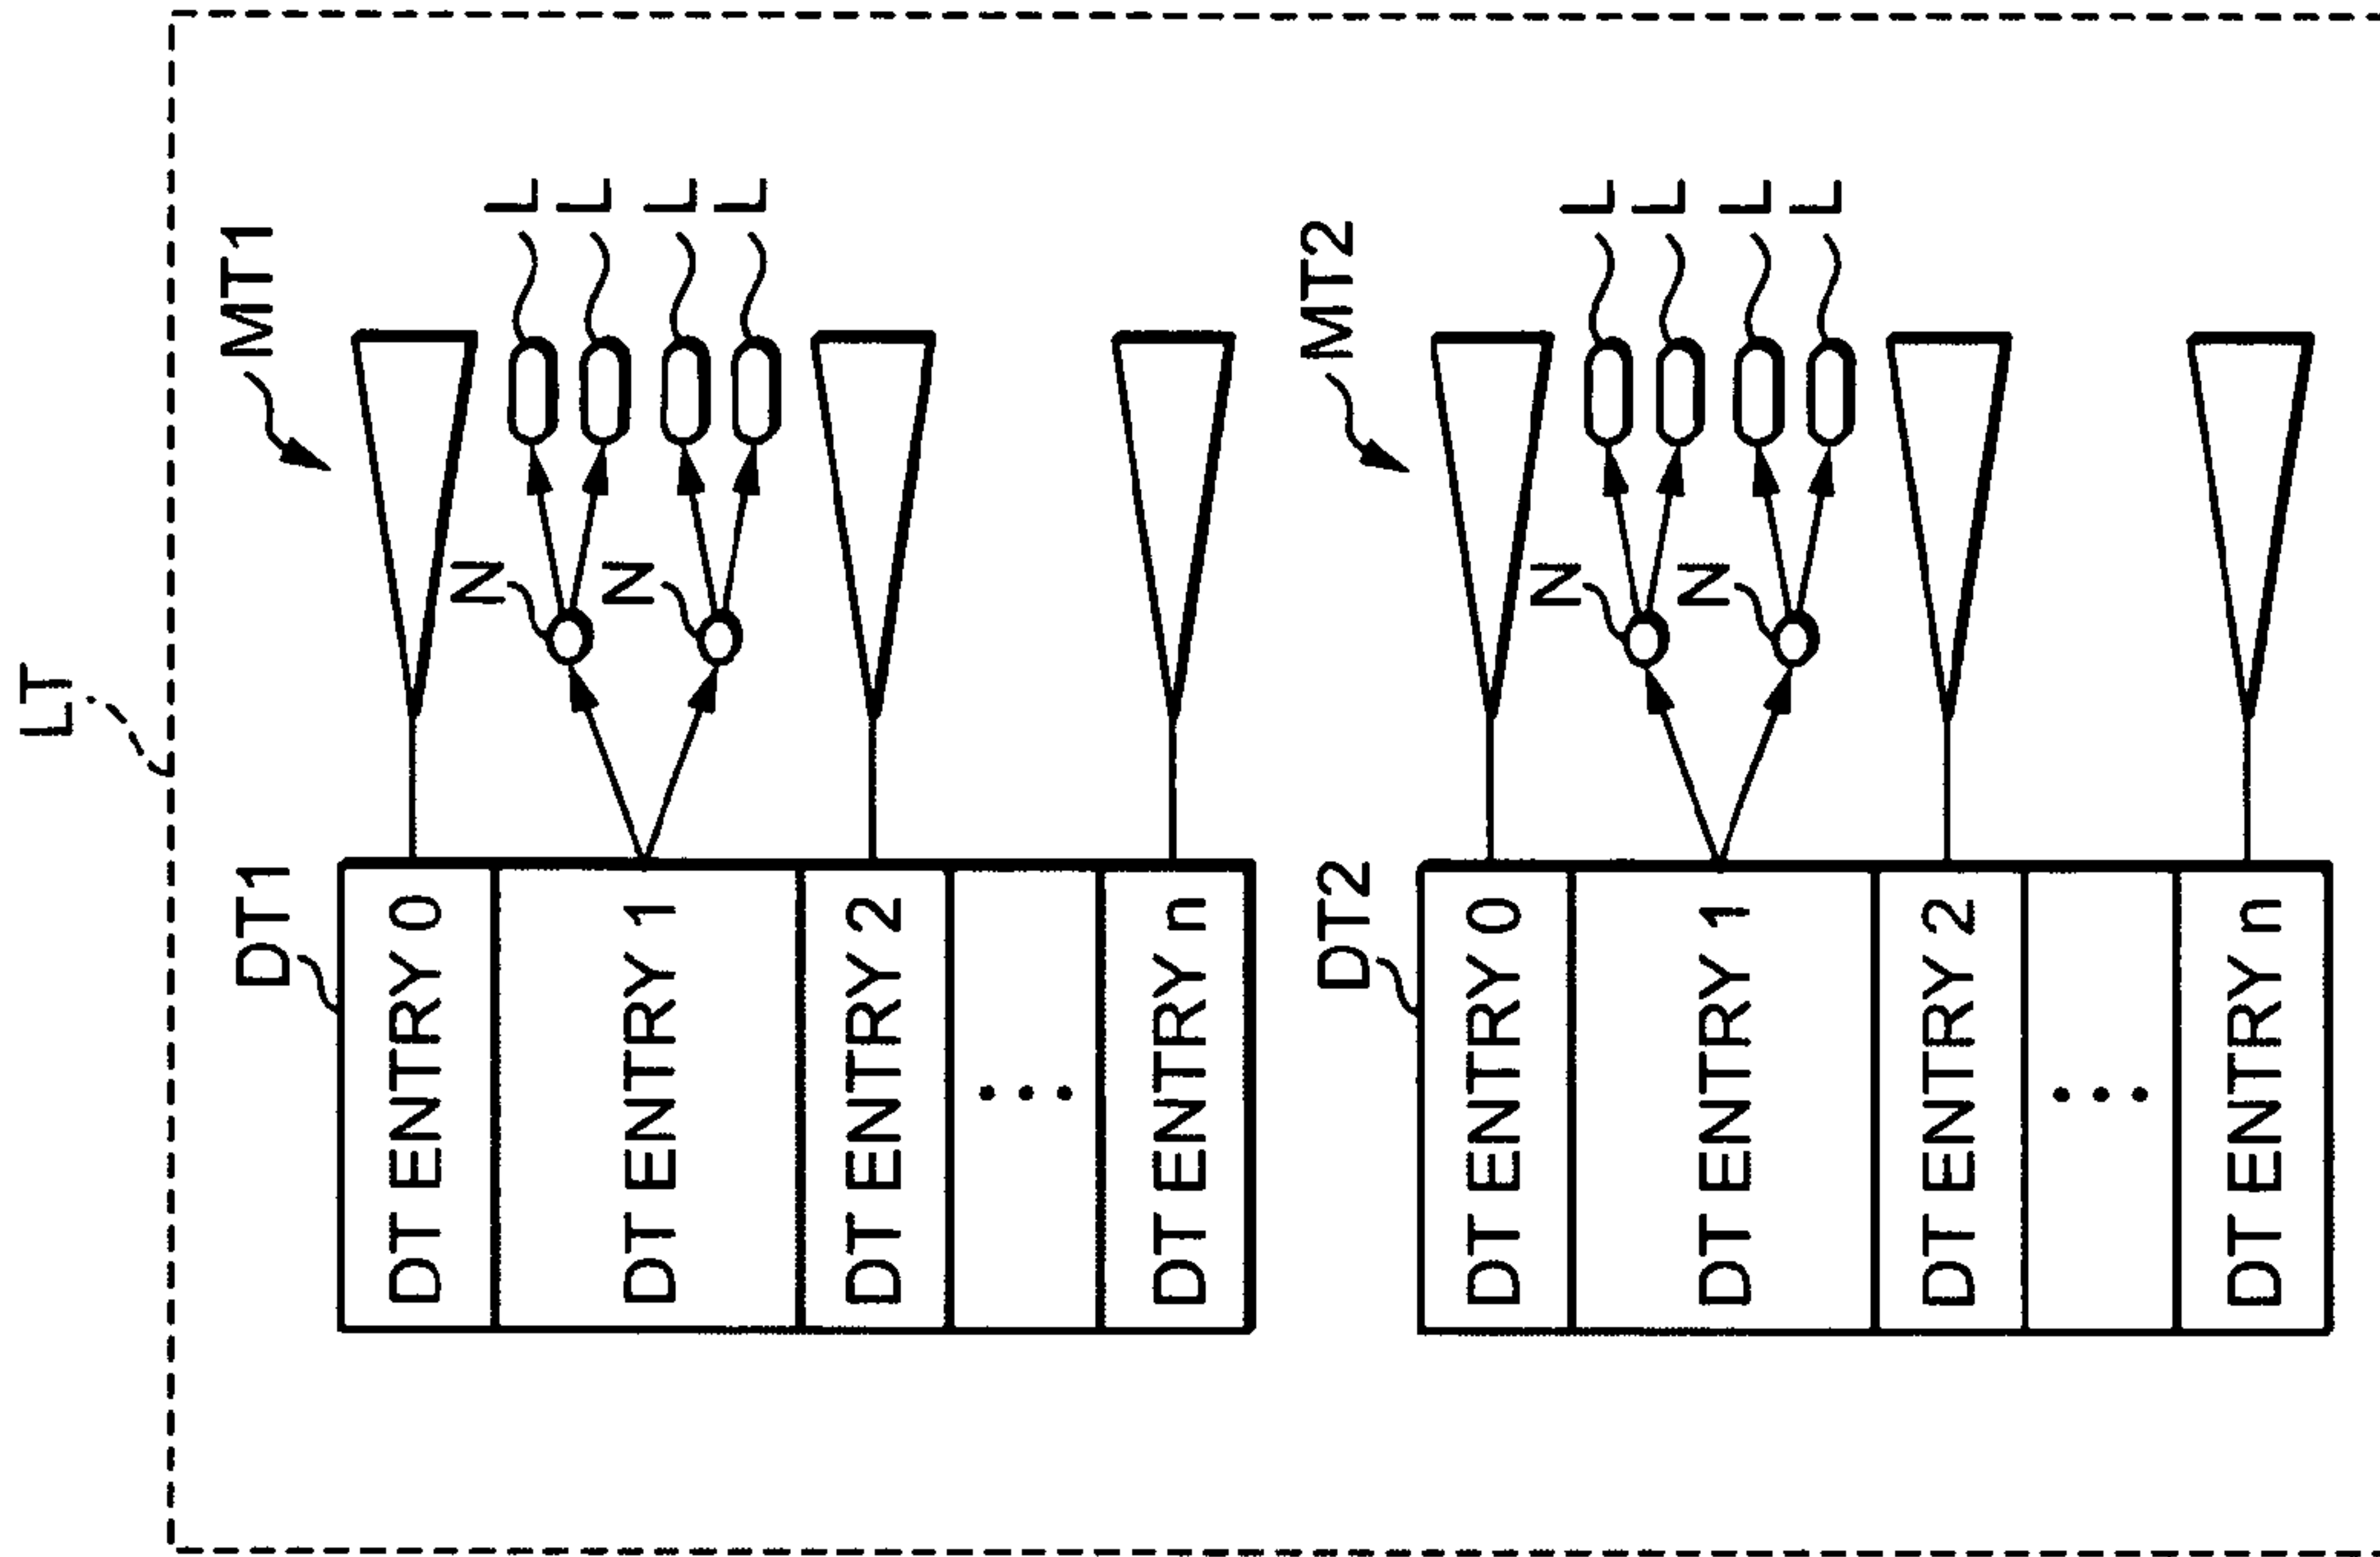 LT
DT1
MT1
DT ENTRY 0
DT ENTRY 1
DT ENTRY 2
• • •
DT ENTRY n
N
N
L
L
L
L
DT2
MT2
DT ENTRY 0
DT ENTRY 1
DT ENTRY 2
• • •
DT ENTRY n
N
N
L
L
L
L